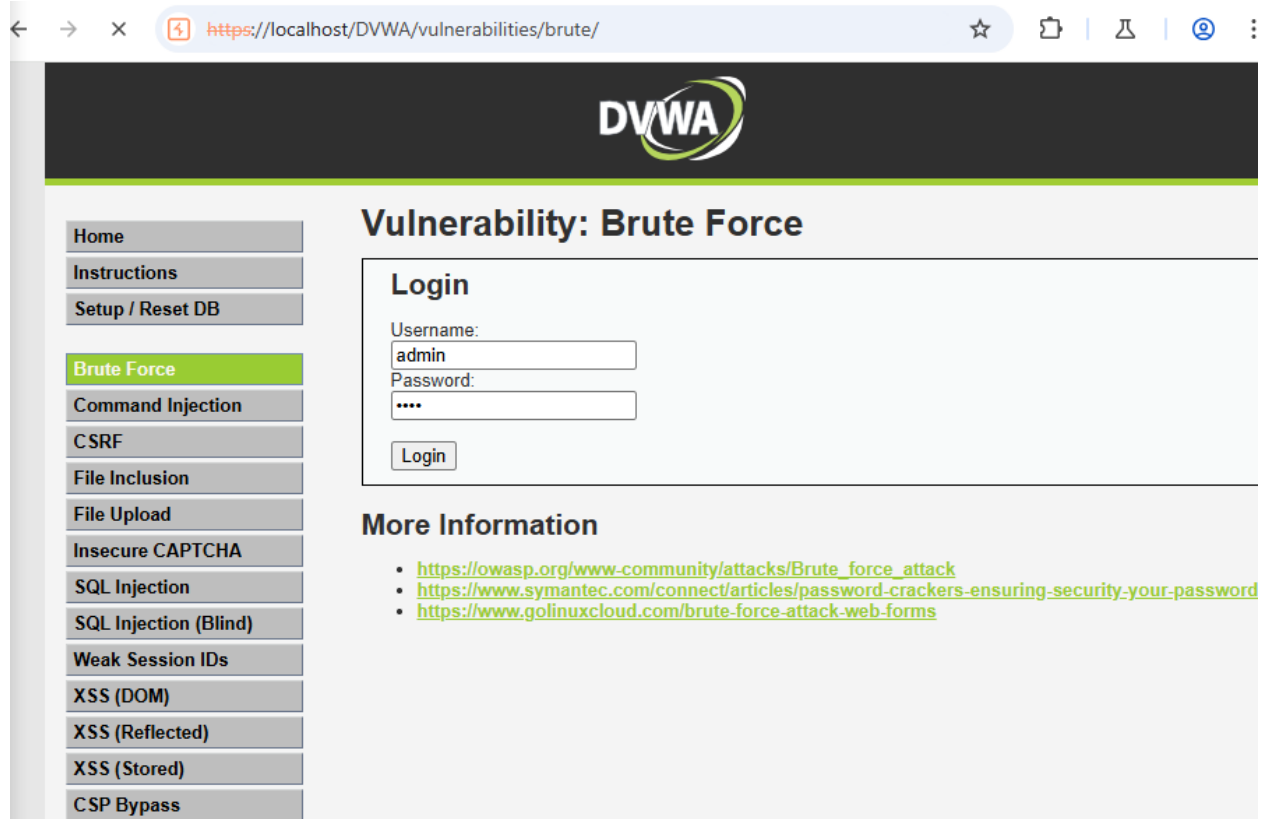 https://localhost/DVWA/vulnerabilities/brute/
DVWA
Home
Instructions
Setup / Reset DB
Brute Force
Command Injection
CSRF
File Inclusion
File Upload
Insecure CAPTCHA
SQL Injection
SQL Injection (Blind)
Weak Session IDs
XSS (DOM)
XSS (Reflected)
XSS (Stored)
CSP Bypass
Vulnerability: Brute Force
Login
Username:
admin
Password:
••••
Login
More Information
• https://owasp.org/www-community/attacks/Brute_force_attack
• https://www.symantec.com/connect/articles/password-crackers-ensuring-security-your-password
• https://www.golinuxcloud.com/brute-force-attack-web-forms